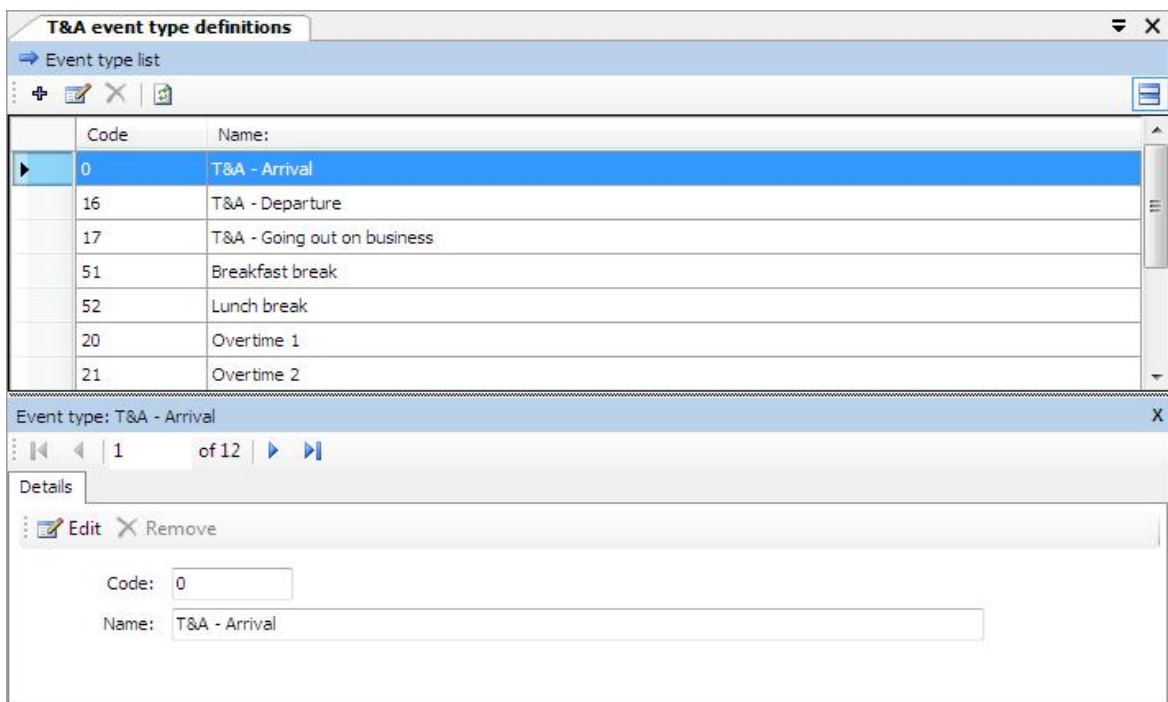 T&A event type definitions
Event type list
Code Name:
0 T&A - Arrival
16 T&A - Departure
17 T&A - Going out on business
51 Breakfast break
52 Lunch break
20 Overtime 1
21 Overtime 2
Event type: T&A - Arrival X
1 of 12
Details
Edit Remove
Code: 0
Name: T&A - Arrival